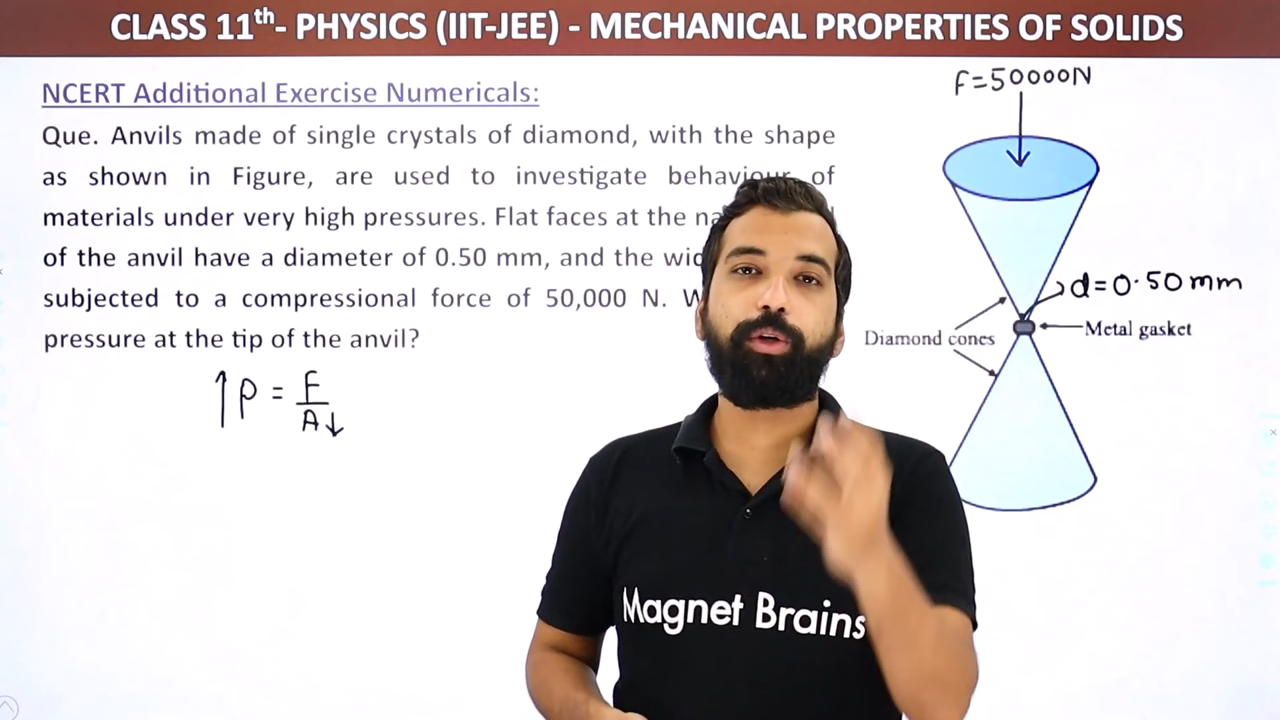 CLASS 11th- PHYSICS (IIT-JEE) - MECHANICAL PROPERTIES OF SOLIDS
NCERT Additional Exercise Numericals:
Que. Anvils made of single crystals of diamond, with the shape
as shown in Figure, are used to investigate behaviour of
materials under very high pressures. Flat faces at the
of the anvil have a diameter of 0.50 mm, and the
subjected to a compressional force of 50,000 N.
pressure at the tip of the anvil?
↑P = F/A↓
F=50000N
d=0.50mm
Diamond cones
Metal gasket
Magnet Brains